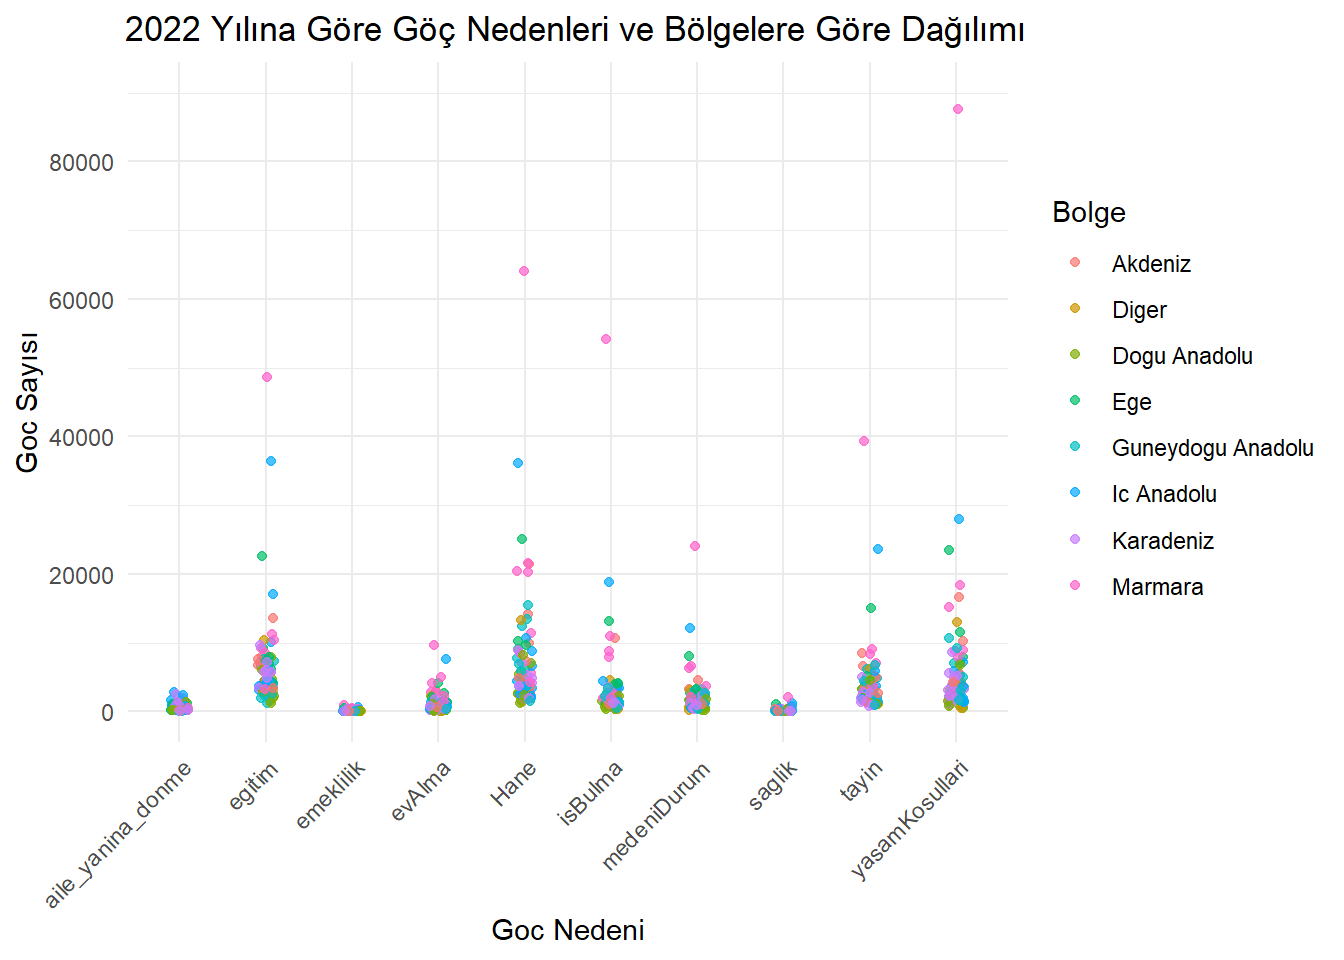 2022 Yılına Göre Göç Nedenleri ve Bölgelere Göre Dağılımı
Goc Sayısı
80000
60000
40000
20000
0
aile_yanina_donme
egitim
emeklilik
evAlma
Hane
isBulma
medeniDurum
saglik
tayin
yasamKosullari
Goc Nedeni
Bolge
Akdeniz
Diger
Dogu Anadolu
Ege
Guneydogu Anadolu
Ic Anadolu
Karadeniz
Marmara